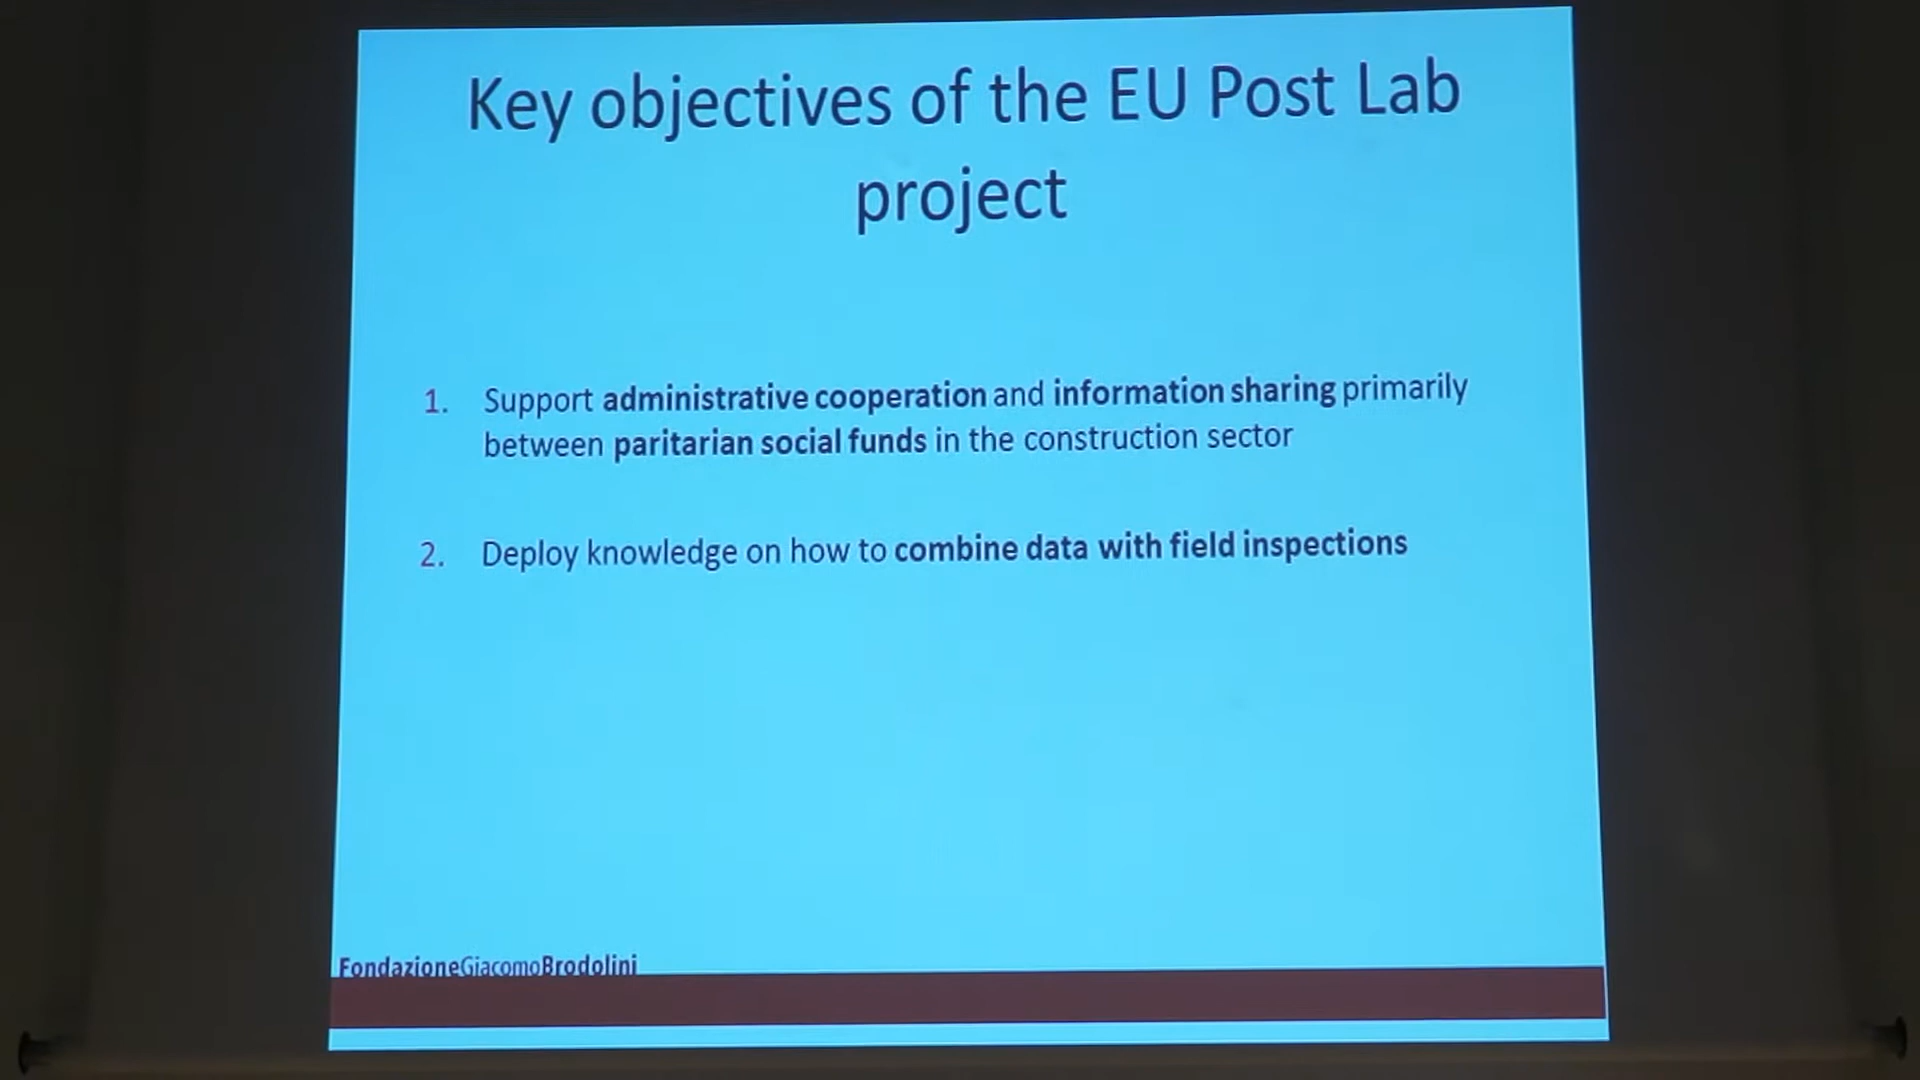 Key objectives of the EU Post Lab
project
1. Support administrative cooperation and information sharing primarily
between paritarian social funds in the construction sector
2. Deploy knowledge on how to combine data with field inspections
FondazioneGiacomoBrodolini